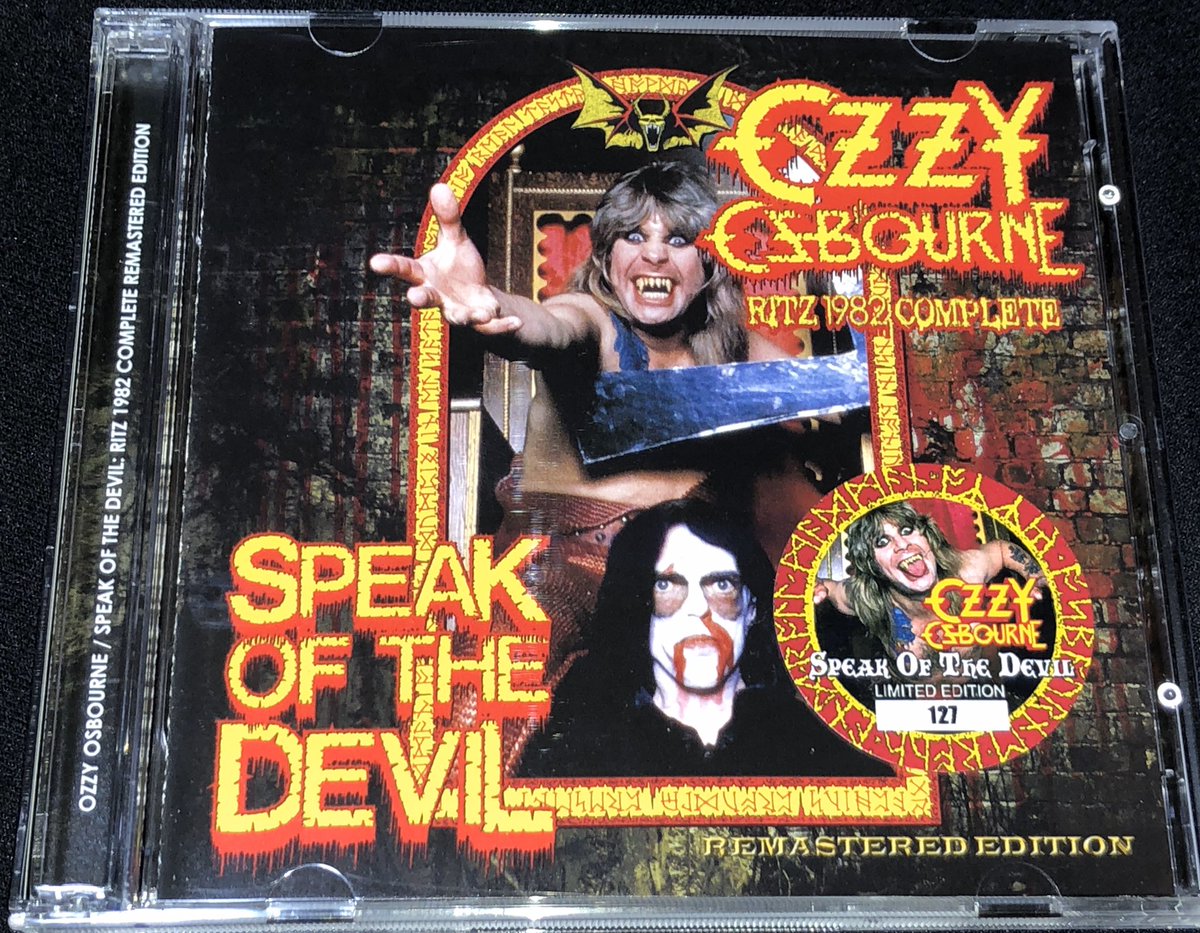 OZZY OSBOURNE / SPEAK OF THE DEVIL: RITZ 1982 COMPLETE REMASTERED EDITION
OZZY
OSBOURNE
RITZ 1982 COMPLETE
SPEAK
OF THE
DEVIL
OZZY
OSBOURNE
SPEAK OF THE DEVIL
LIMITED EDITION
127
REMASTERED EDITION